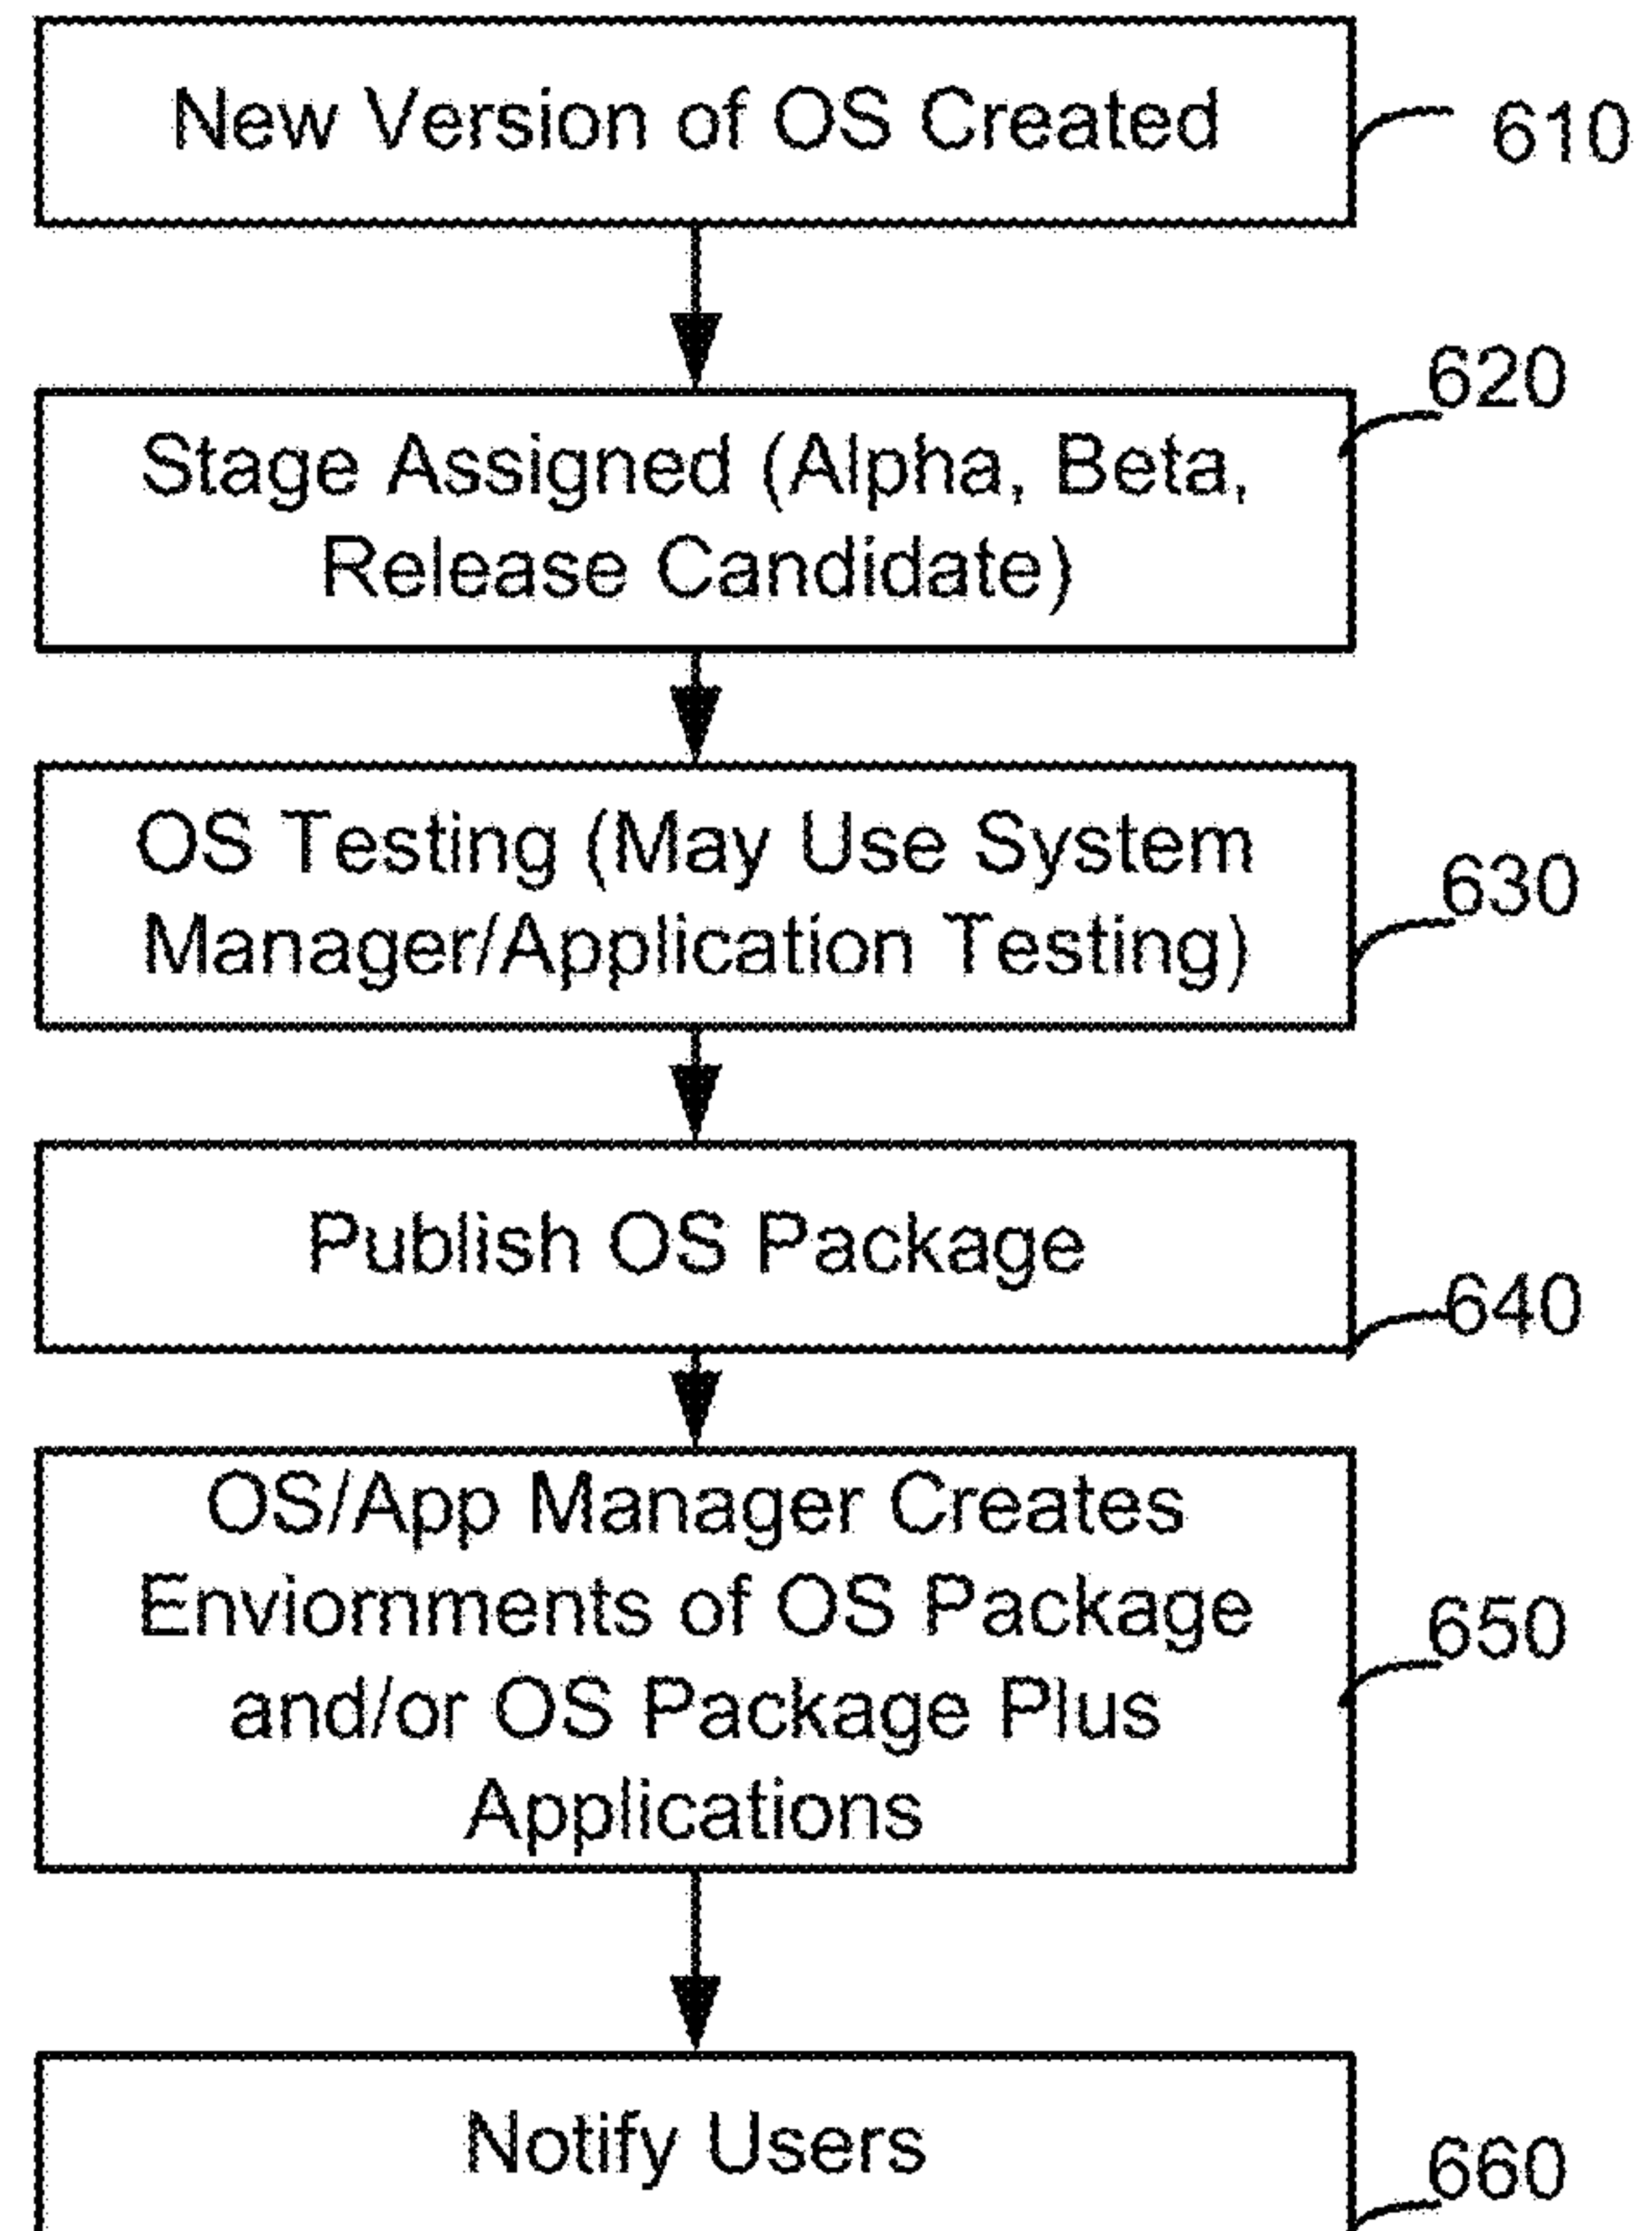 New Version of OS Created
610
620
Stage Assigned (Alpha, Beta,
Release Candidate)
OS Testing (May Use System
Manager/Application Testing)
630
Publish OS Package
640
OS/App Manager Creates
Enviornments of OS Package
and/or OS Package Plus
Applications
650
Notify Users
660